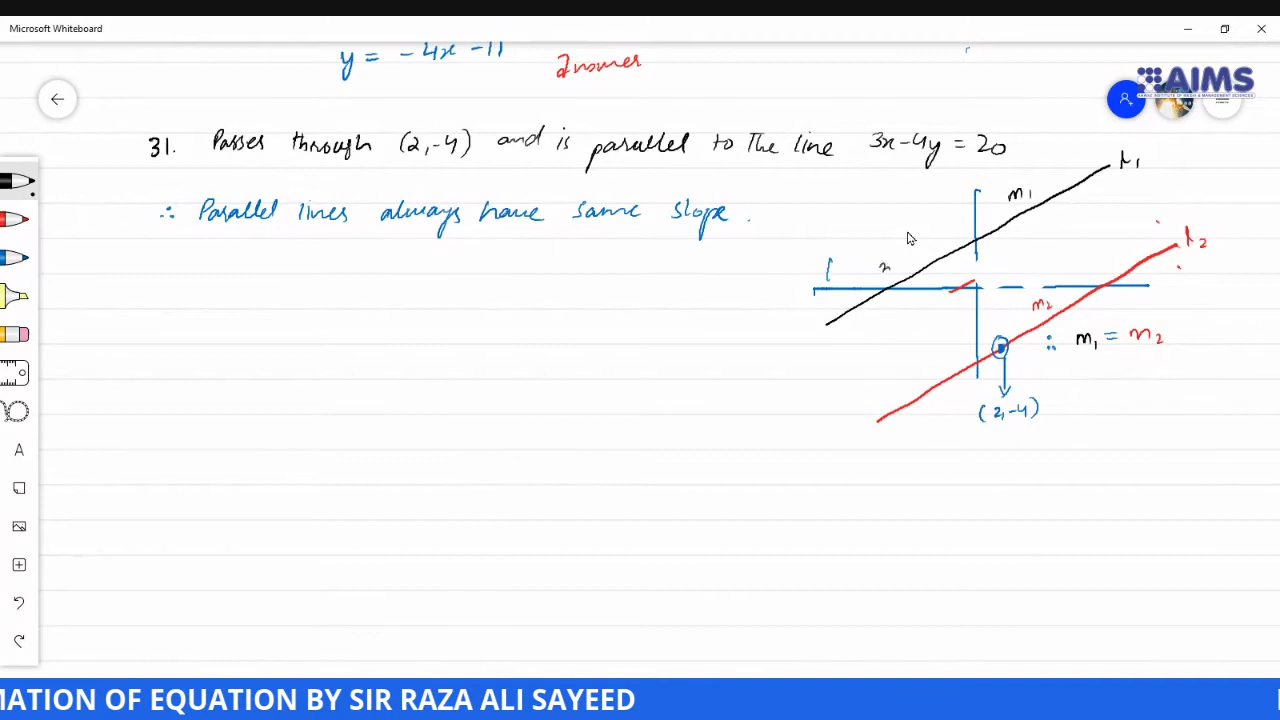 Microsoft Whiteboard
y = -4x -11
Answer
AIMS
31. Passes through (2,-4) and is parallel to the line 3x-4y = 20
∴ Parallel lines always have same slope.
m1
L1
L2
m2
∴ m1 = m2
(2,-4)
A
MATION OF EQUATION BY SIR RAZA ALI SAYEED